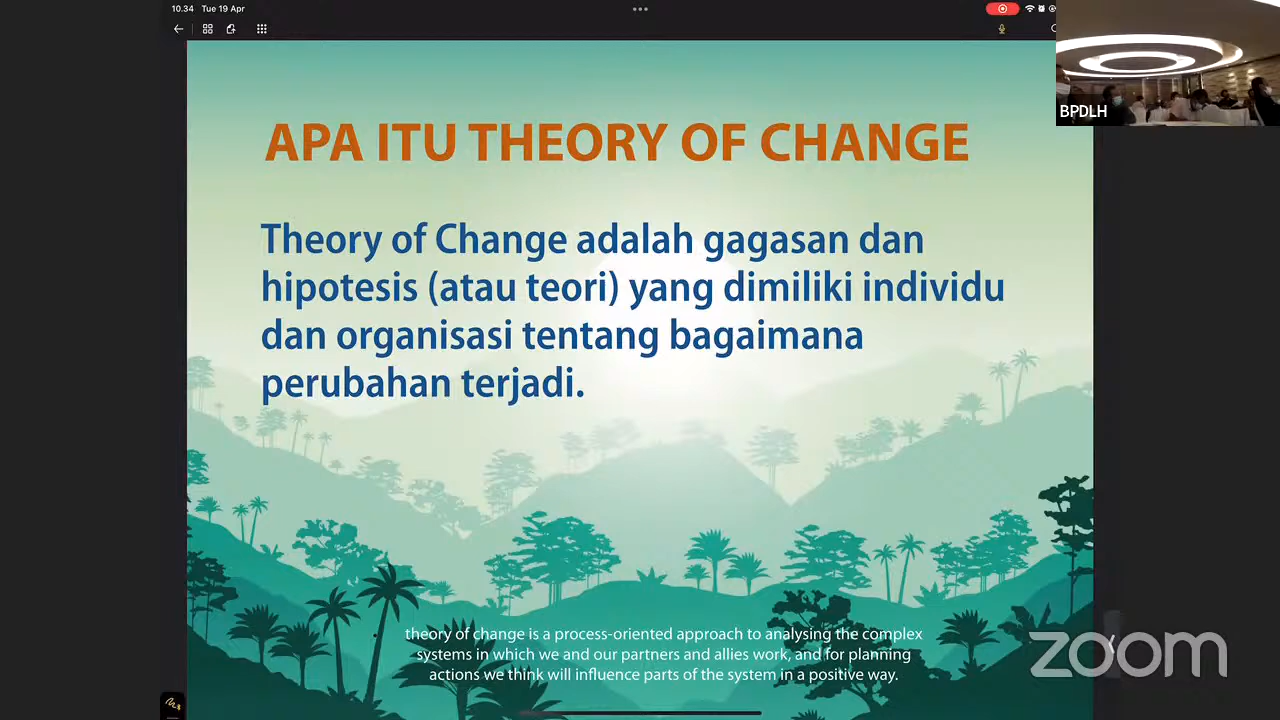 10.34 Tue 19 Apr
BPDLH
APA ITU THEORY OF CHANGE
Theory of Change adalah gagasan dan
hipotesis (atau teori) yang dimiliki individu
dan organisasi tentang bagaimana
perubahan terjadi.
theory of change is a process-oriented approach to analysing the complex
systems in which we and our partners and allies work, and for planning
actions we think will influence parts of the system in a positive way.
zoom